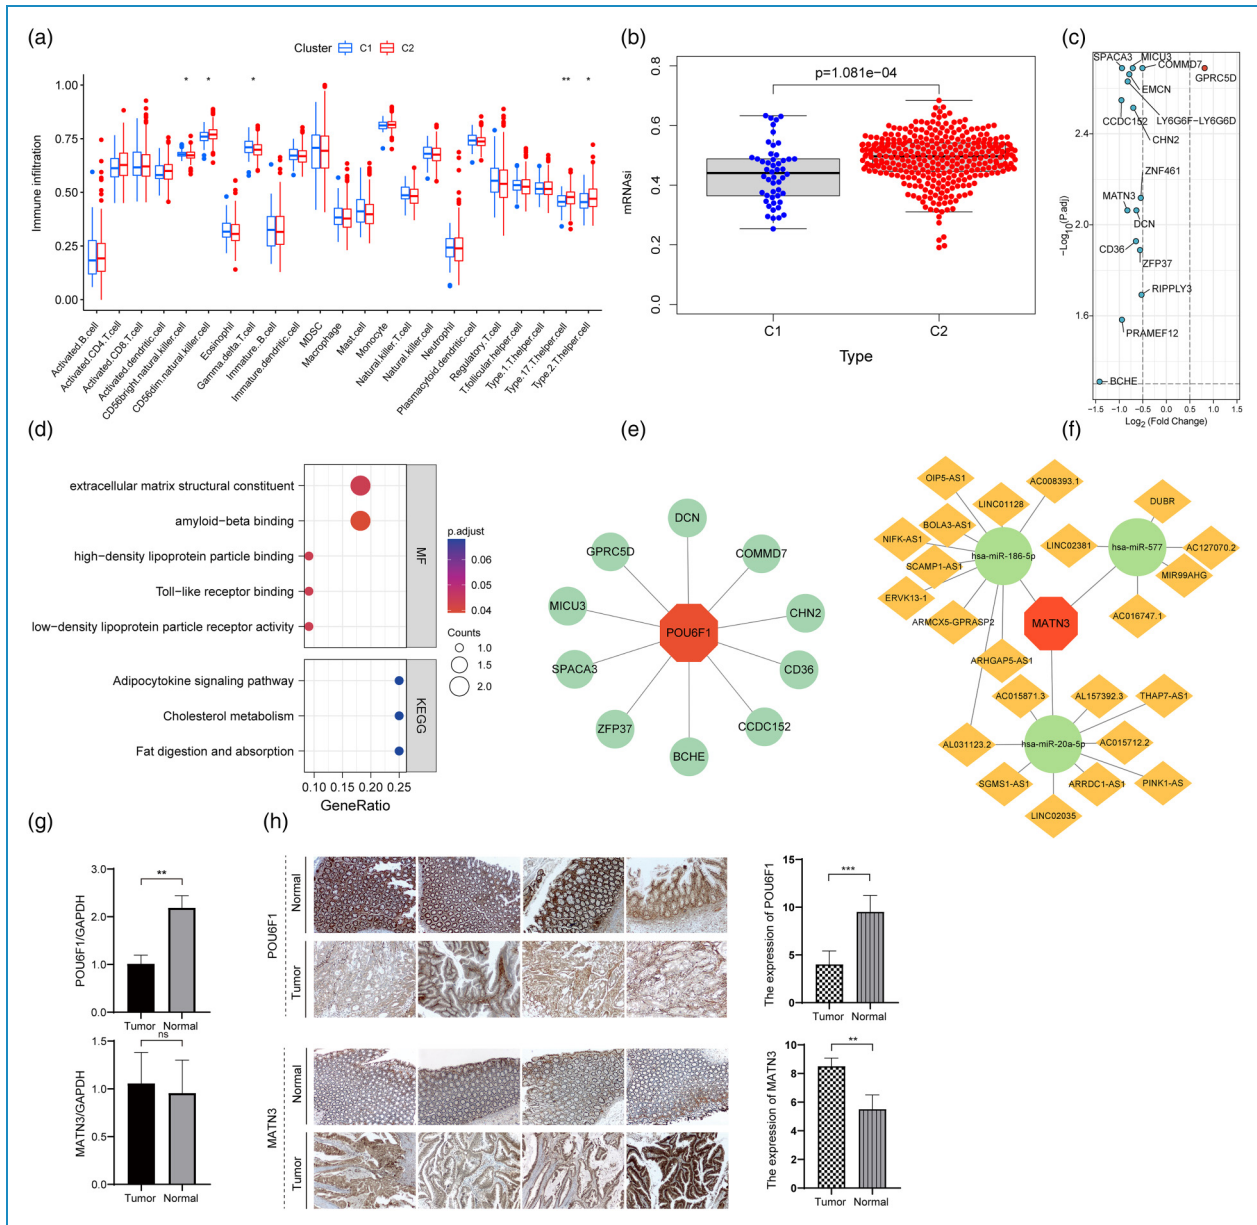 (a)
Cluster C1 C2
* * * ** *
Immune infiltration
1.00
0.75
0.50
0.25
0.00
Activated.B.cell
Activated.CD4.T.cell
Activated.CD8.T.cell
Activated.dendritic.cell
CD56bright.natural.killer.cell
CD56dim.natural.killer.cell
Eosinophil
Gamma.delta.T.cell
Immature..B.cell
Immature.dendritic.cell
MDSC
Macrophage
Mast.cell
Monocyte
Natural.killer.T.cell
Natural.killer.cell
Neutrophil
Plasmacytoid.dendritic.cell
Regulatory.T.cell
T.follicular.helper.cell
Type.1.T.helper.cell
Type.17.T.helper.cell
Type.2.T.helper.cell
(b)
p=1.081e−04
mRNAsi
0.8
0.6
0.4
0.2
0.0
C1 C2
Type
(c)
SPACA3
MICU3
COMMD7
GPRC5D
EMCN
LY6G6F−LY6G6D
CCDC152
CHN2
ZNF461
MATN3
DCN
CD36
ZFP37
RIPPLY3
PRAMEF12
BCHE
−Log10(P.adj)
2.4
2.0
1.6
−1.5 −1.0 −0.5 0.0 0.5 1.0 1.5
Log2 (Fold Change)
(d)
extracellular matrix structural constituent
amyloid−beta binding
high−density lipoprotein particle binding
Toll−like receptor binding
low−density lipoprotein particle receptor activity
MF
Adipocytokine signaling pathway
Cholesterol metabolism
Fat digestion and absorption
KEGG
0.10 0.15 0.20 0.25
GeneRatio
p.adjust
0.06
0.05
0.04
Counts
1.0
1.5
2.0
(e)
DCN
GPRC5D
COMMD7
MICU3
CHN2
POU6F1
SPACA3
CD36
ZFP37
CCDC152
BCHE
(f)
OIP5-AS1
AC008393.1
LINC01128
DUBR
BOLA3-AS1
NIFK-AS1
LINC02381
hsa-miR-577
AC127070.2
hsa-miR-186-5p
SCAMP1-AS1
MIR99AHG
ERVK13-1
AC016747.1
ARMCX5-GPRASP2
MATN3
ARHGAP5-AS1
AC015871.3
AL157392.3
THAP7-AS1
AL031123.2
hsa-miR-20a-5p
AC015712.2
SGMS1-AS1
ARRDC1-AS1
PINK1-AS
LINC02035
(g)
**
POU6F1/GAPDH
3.0
2.0
1.0
0.0
Tumor Normal
ns
MATN3/GAPDH
1.5
1.0
0.5
0.0
Tumor Normal
(h)
POU6F1
Normal
Tumor
MATN3
Normal
Tumor
***
The expression of POU6F1
15
10
5
0
Tumor Normal
**
The expression of MATN3
10
8
6
4
2
0
Tumor Normal